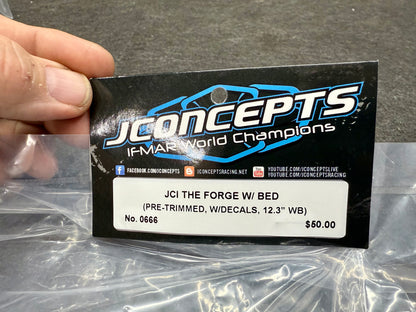 JCONCEPTS
IFMAR World Champions
FACEBOOK.COM/JCONCEPTS JCONCEPTSRACING.NET YOUTUBE.COM/JCONCEPTSLIVE
YOUTUBE.COM/JCONCEPTSRACING
JCI THE FORGE W/ BED
(PRE-TRIMMED, W/DECALS, 12.3" WB)
No. 0666
$50.00